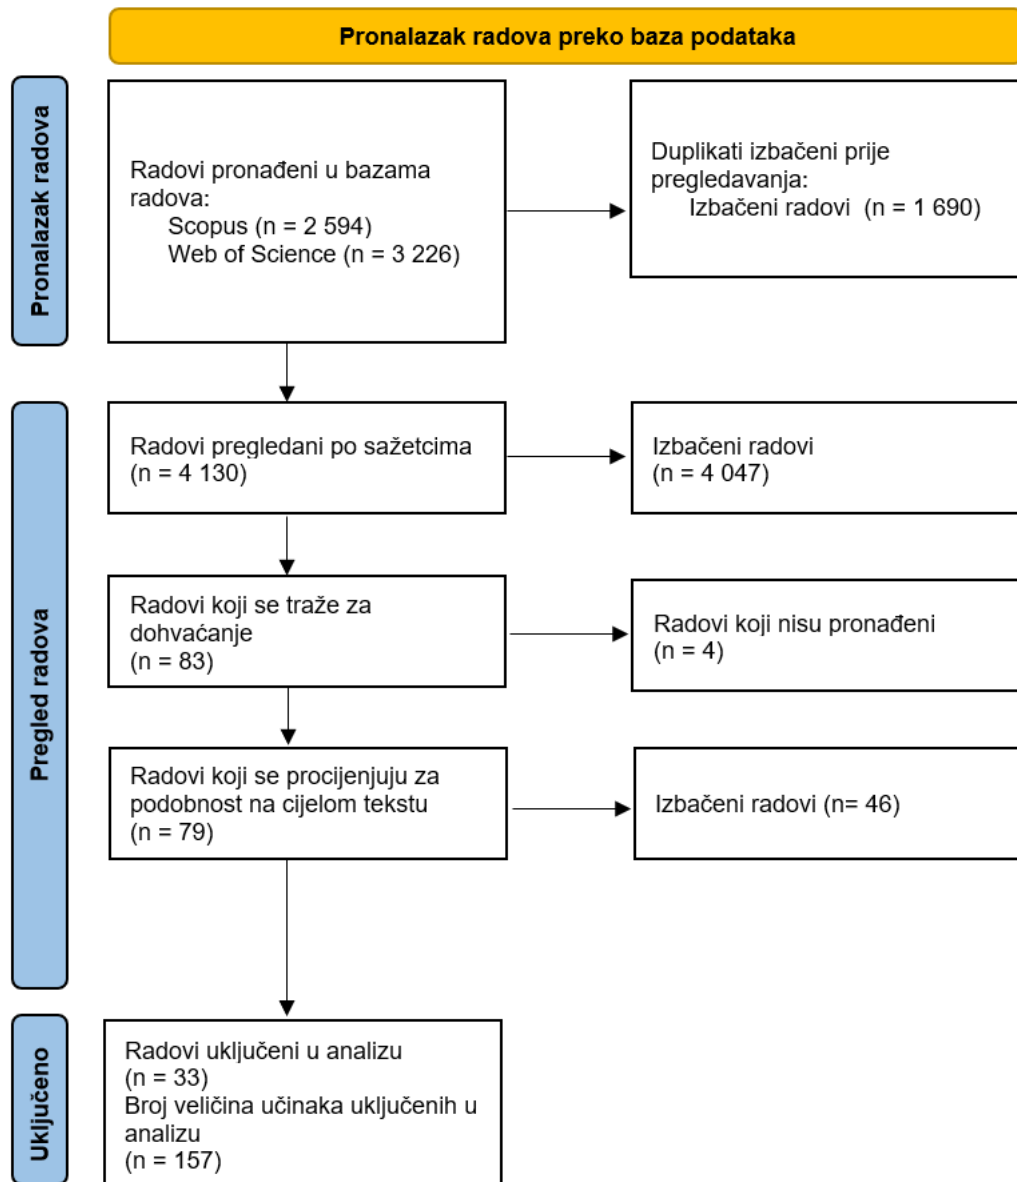 Pronalazak radova preko baza podataka
Pronalazak radova
Radovi pronađeni u bazama
radova:
Scopus (n = 2 594)
Web of Science (n = 3 226)
Duplikati izbačeni prije
pregledavanja:
Izbačeni radovi (n = 1 690)
Pregled radova
Radovi pregledani po sažetcima
(n = 4 130)
Izbačeni radovi
(n = 4 047)
Radovi koji se traže za
dohvaćanje
(n = 83)
Radovi koji nisu pronađeni
(n = 4)
Radovi koji se procijenjuju za
podobnost na cijelom tekstu
(n = 79)
Izbačeni radovi (n= 46)
Uključeno
Radovi uključeni u analizu
(n = 33)
Broj veličina učinaka uključenih u
analizu
(n = 157)